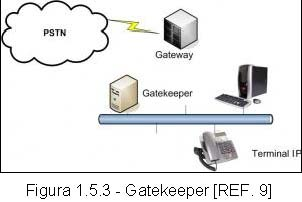 PSTN
Gateway
Gatekeeper
Terminal IP
Figura 1.5.3 - Gatekeeper [REF. 9]